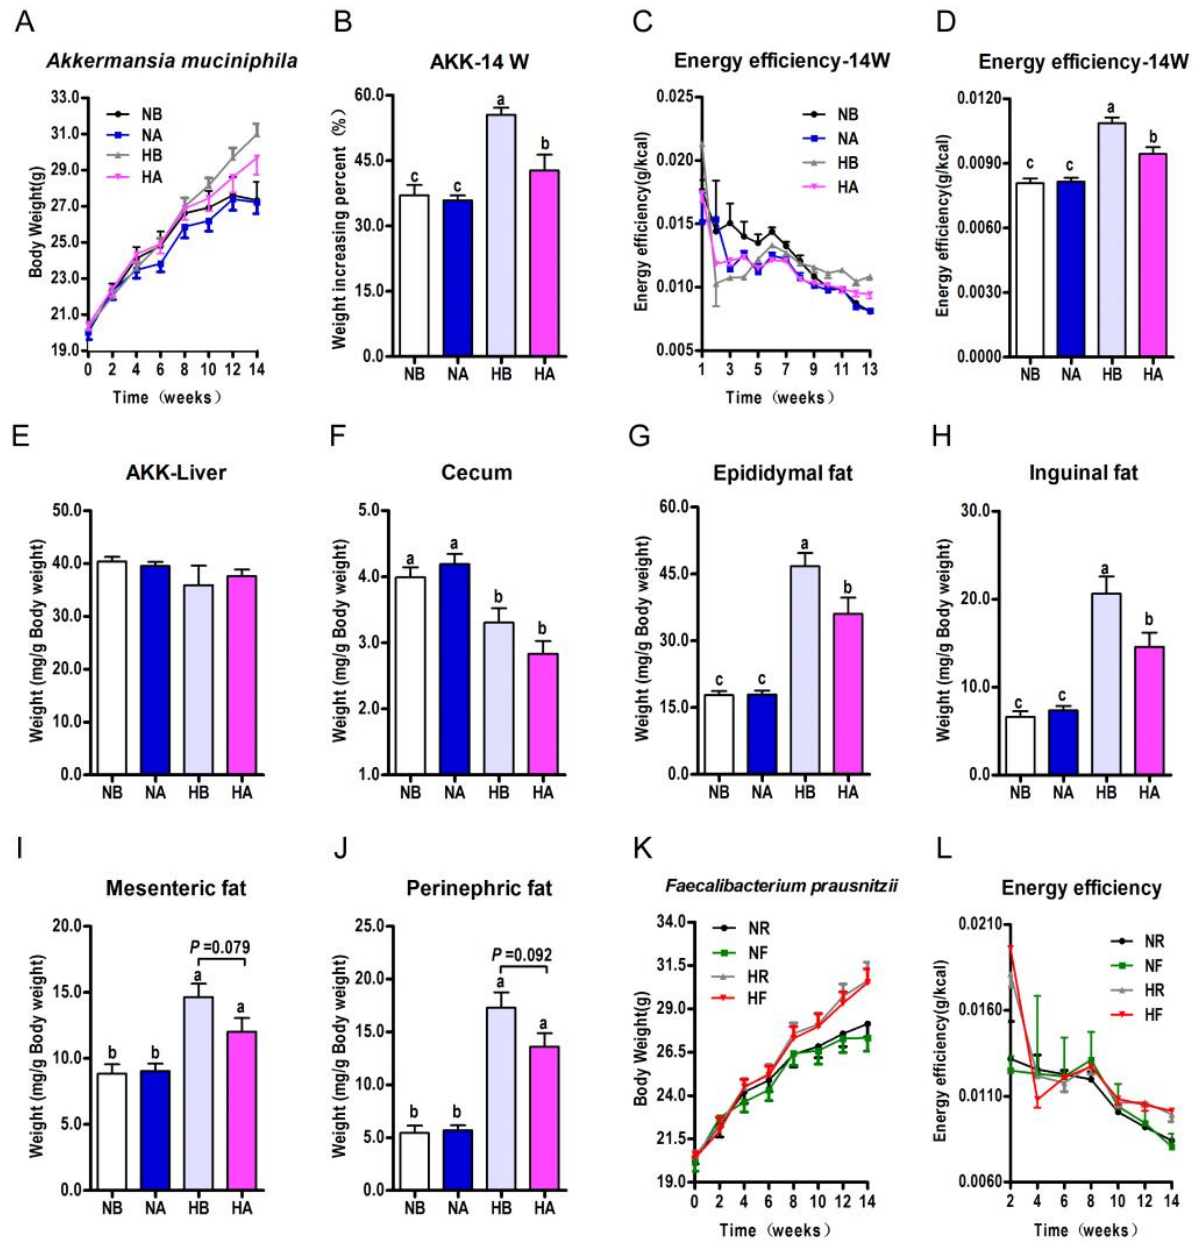 A
Akkermansia muciniphila
Body Weight(g)
33.0
31.0
29.0
27.0
25.0
23.0
21.0
19.0
NB
NA
HB
HA
0 2 4 6 8 10 12 14
Time (weeks)
B
AKK-14 W
Weight increasing percent (%)
60.0
45.0
30.0
15.0
0.0
c c a b
NB NA HB HA
C
Energy efficiency-14W
Energy efficiency(g/kcal)
0.025
0.020
0.015
0.010
0.005
NB
NA
HB
HA
1 3 5 7 9 11 13
Time (weeks)
D
Energy efficiency-14W
Energy efficiency(g/kcal)
0.0120
0.0090
0.0060
0.0030
0.0000
c c a b
NB NA HB HA
E
AKK-Liver
Weight (mg/g Body weight)
50.0
40.0
30.0
20.0
10.0
0.0
NB NA HB HA
F
Cecum
Weight (mg/g Body weight)
5.0
4.0
3.0
2.0
1.0
a a b b
NB NA HB HA
G
Epididymal fat
Weight (mg/g Body weight)
60.0
45.0
30.0
15.0
0.0
c c a b
NB NA HB HA
H
Inguinal fat
Weight (mg/g Body weight)
30.0
20.0
10.0
0.0
c c a b
NB NA HB HA
I
Mesenteric fat
Weight (mg/g Body weight)
20.0
15.0
10.0
5.0
0.0
P =0.079
b b a a
NB NA HB HA
J
Perinephric fat
Weight (mg/g Body weight)
25.0
20.0
15.0
10.0
5.0
0.0
P =0.092
b b a a
NB NA HB HA
K
Faecalibacterium prausnitzii
Body Weight(g)
34.0
31.5
29.0
26.5
24.0
21.5
19.0
NR
NF
HR
HF
0 2 4 6 8 10 12 14
Time (weeks)
L
Energy efficiency
Energy efficiency(g/kcal)
0.0210
0.0160
0.0110
0.0060
NR
NF
HR
HF
2 4 6 8 10 12 14
Time (weeks)